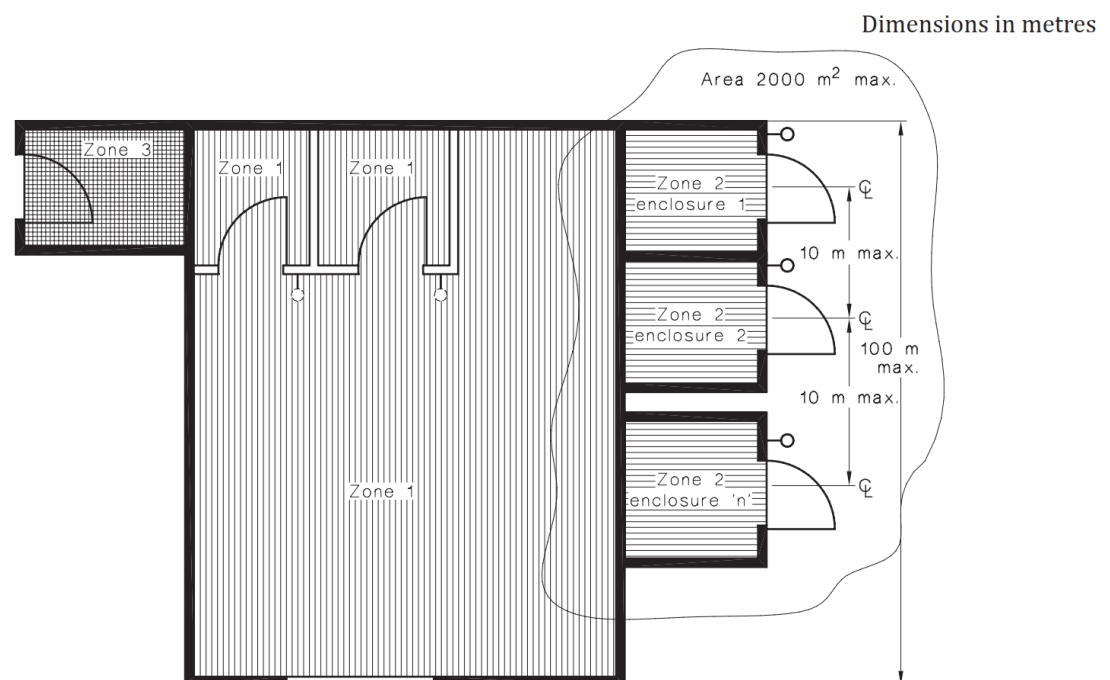 Dimensions in metres
Area 2000 m² max.
Zone 3
Zone 1
Zone 1
Zone 2
enclosure 1
℄
10 m max.
Zone 2
enclosure 2
℄
100 m
max.
10 m max.
Zone 1
Zone 2
enclosure 'n'
℄